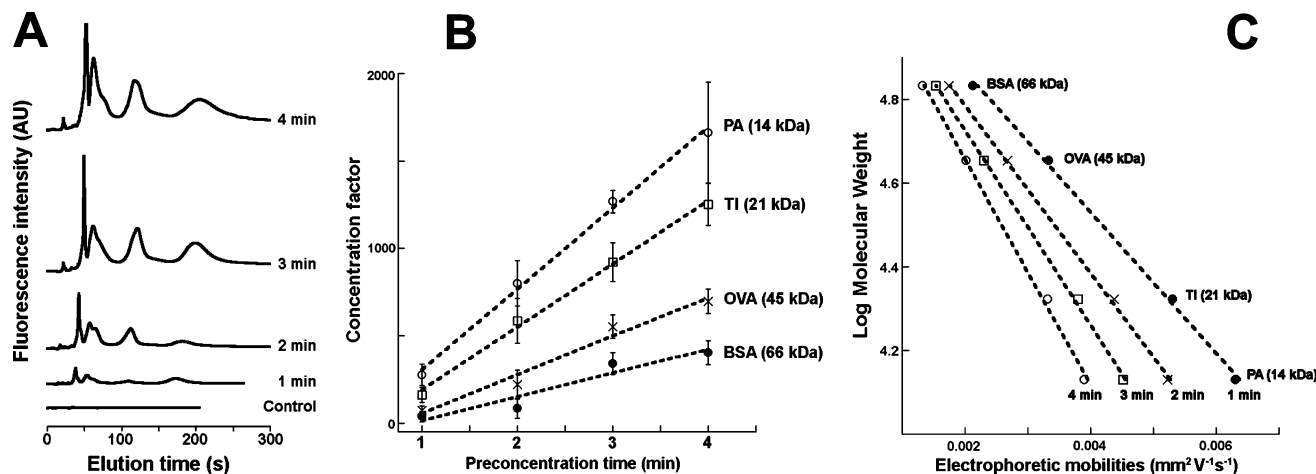 A
Fluorescence intensity (AU)
4 min
3 min
2 min
1 min
Control
0 100 200 300
Elution time (s)
B
Concentration factor
2000
1000
0
PA (14 kDa)
TI (21 kDa)
OVA (45 kDa)
BSA (66 kDa)
1 2 3 4
Preconcentration time (min)
C
Log Molecular Weight
4.8
4.6
4.4
4.2
BSA (66 kDa)
OVA (45 kDa)
TI (21 kDa)
PA (14 kDa)
4 min 3 min 2 min 1 min
0.002 0.004 0.006
Electrophoretic mobilities (mm² V⁻¹s⁻¹)